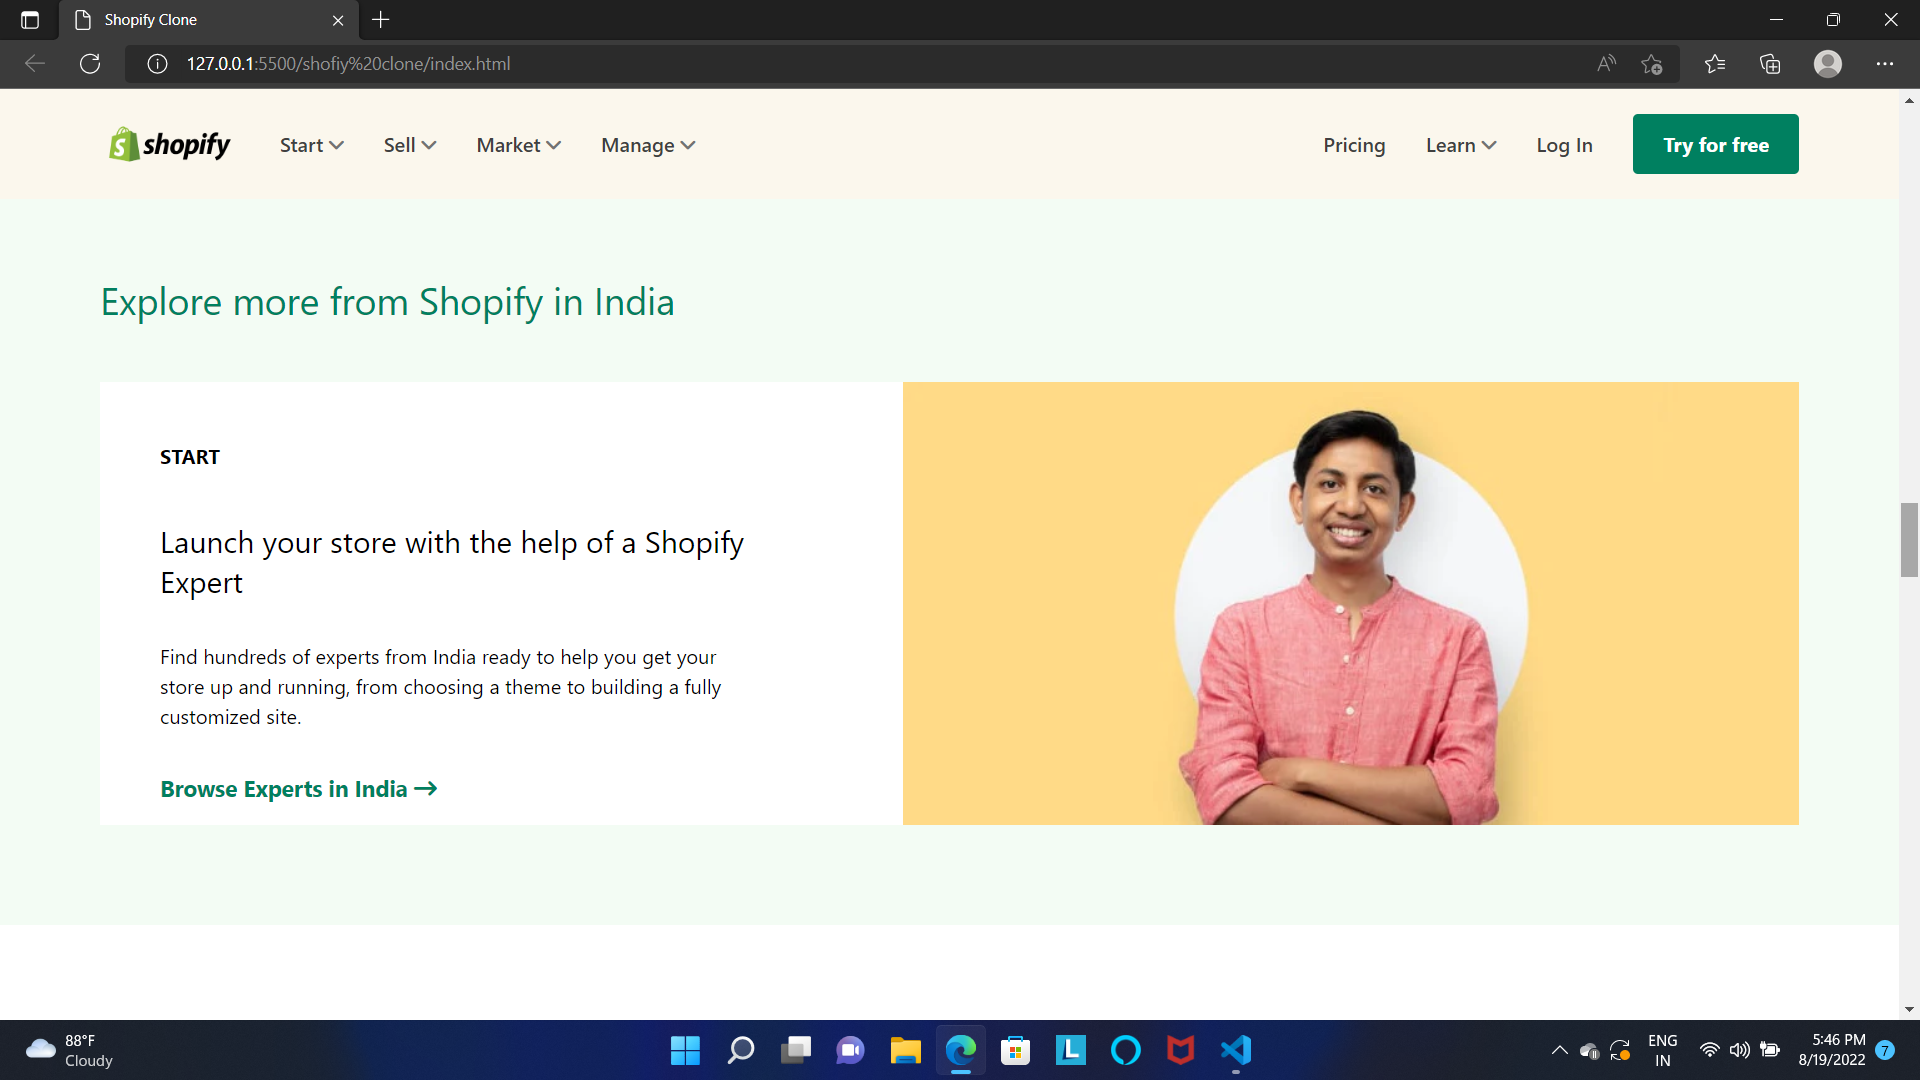 Shopify Clone
127.0.0.1:5500/shofiy%20clone/index.html
shopify
Start
Sell
Market
Manage
Pricing
Learn
Log In
Try for free
Explore more from Shopify in India
START
Launch your store with the help of a Shopify
Expert
Find hundreds of experts from India ready to help you get your
store up and running, from choosing a theme to building a fully
customized site.
Browse Experts in India →
88°F
Cloudy
ENG
IN
5:46 PM
8/19/2022
7